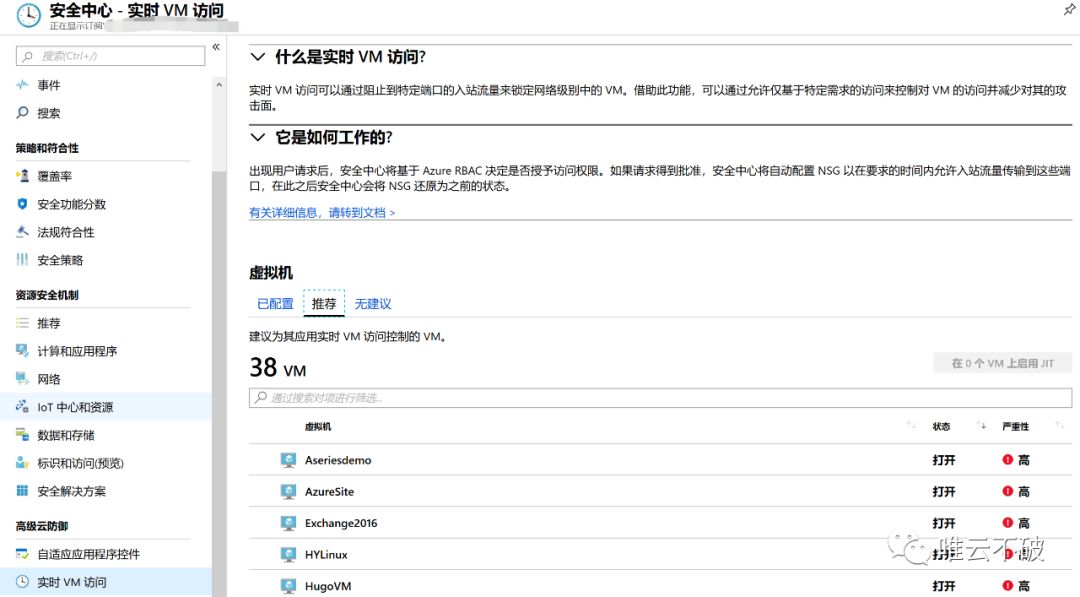 安全中心 - 实时 VM 访问
正在显示订阅
«
搜索(Ctrl+/)
事件
搜索
策略和符合性
覆盖率
安全功能分数
法规符合性
安全策略
资源安全机制
推荐
计算和应用程序
网络
IoT 中心和资源
数据和存储
标识和访问(预览)
安全解决方案
高级云防御
自适应应用程序控件
实时 VM 访问
什么是实时 VM 访问?
实时 VM 访问可以通过阻止到特定端口的入站流量来锁定网络级别中的 VM。借助此功能，可以通过允许仅基于特定需求的访问来控制对 VM 的访问并减少对其的攻
击面。
它是如何工作的?
出现用户请求后，安全中心将基于 Azure RBAC 决定是否授予访问权限。如果请求得到批准，安全中心将自动配置 NSG 以在要求的时间内允许入站流量传输到这些端
口，在此之后安全中心会将 NSG 还原为之前的状态。
有关详细信息，请转到文档 >
虚拟机
已配置 推荐 无建议
建议为其应用实时 VM 访问控制的 VM。
38 VM
在 0 个 VM 上启用 JIT
通过搜索对项进行筛选...
虚拟机 状态 严重性
Aseriesdemo 打开 高
AzureSite 打开 高
Exchange2016 打开 高
HYLinux 打开 高
HugoVM 打开 高
唯云不破